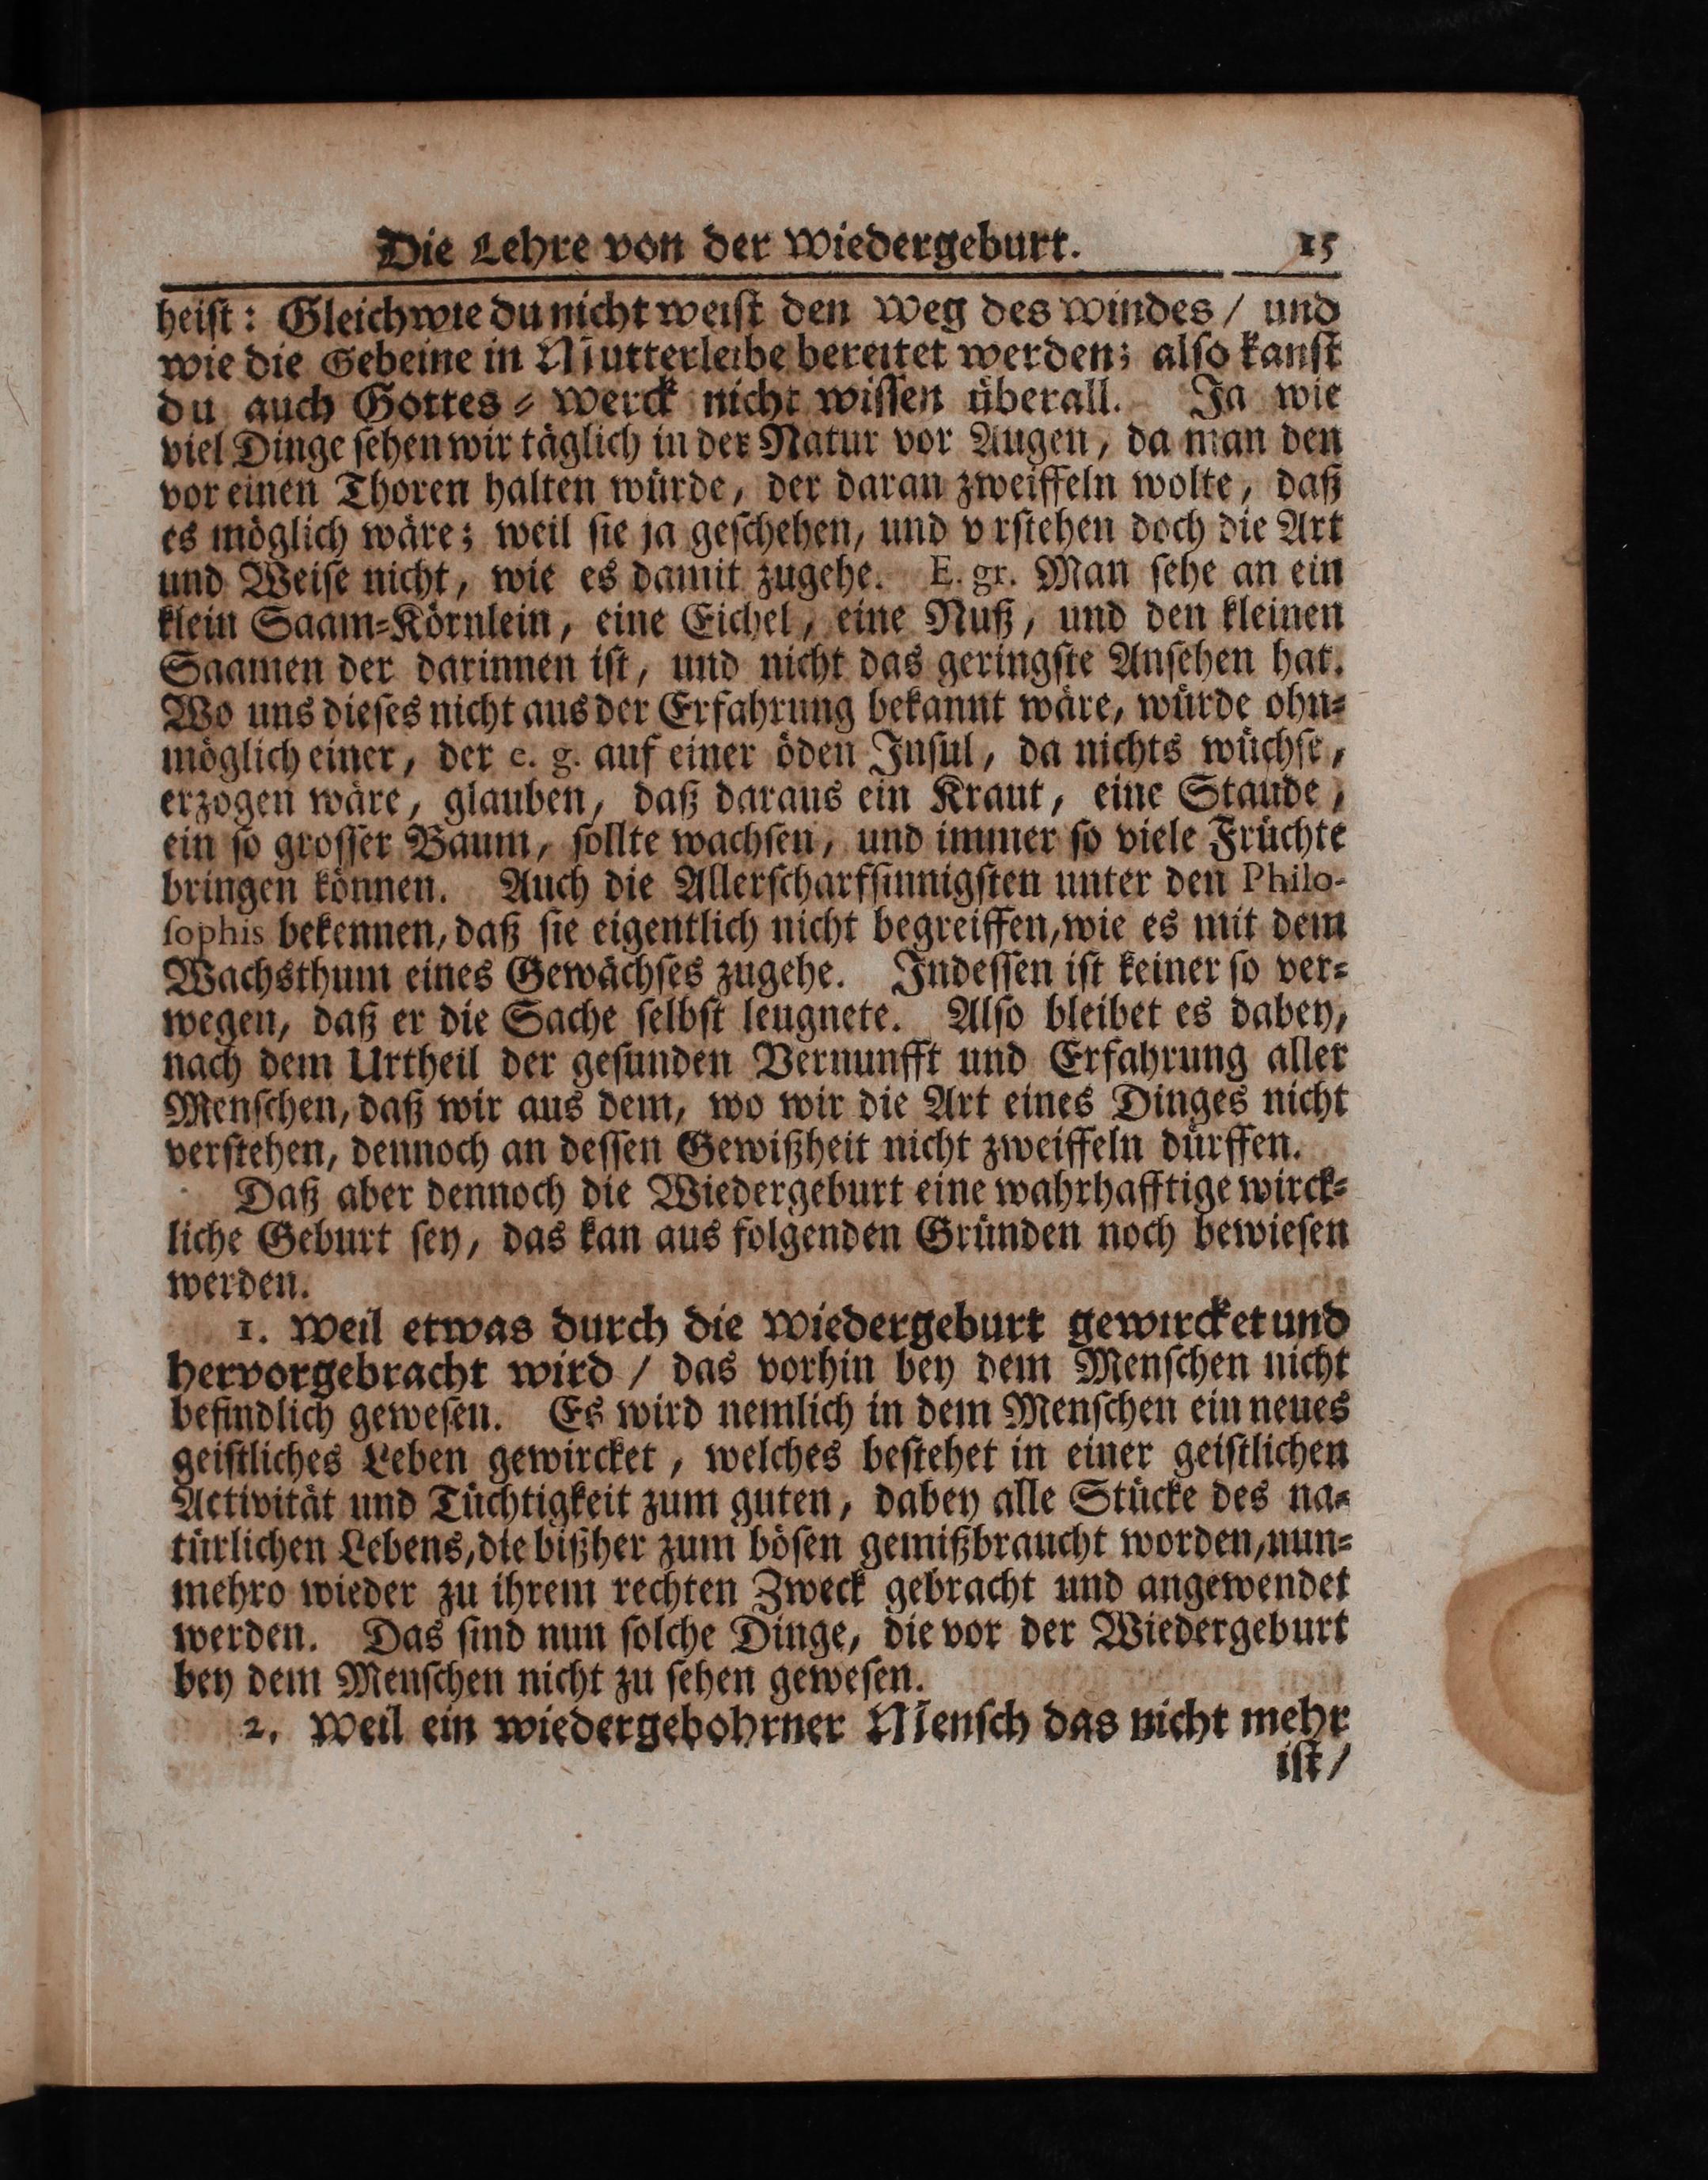 Die Lehre von der Wiedergeburt. 15
heiſt: Gleichwie du nicht weiſt den Weg des Windes / und
wie die Gebeine in Mutterleibe bereitet werden; alſo kanſt
du auch Gottes-Werck nicht wiſſen überall. Ja wie
viel Dinge ſehen wir täglich in der Natur vor Augen, da man den
vor einen Thoren halten würde, der daran zweiffeln wolte, daß
es möglich wäre; weil ſie ja geſchehen, und v rſtehen doch die Art
und Weiſe nicht, wie es damit zugehe. E. gr. Man ſehe an ein
klein Saam-Körnlein, eine Eichel, eine Nuß, und den kleinen
Saamen der darinnen iſt, und nicht das geringſte Anſehen hat.
Wo uns dieſes nicht aus der Erfahrung bekannt wäre, würde ohn-
möglich einer, der e. g. auf einer öden Inſul, da nichts wüchſe,
erzogen wäre, glauben, daß daraus ein Kraut, eine Staude,
ein ſo groſſer Baum, ſollte wachſen, und immer ſo viele Früchte
bringen können. Auch die Allerſcharfſinnigſten unter den Philo-
ſophis bekennen, daß ſie eigentlich nicht begreiffen, wie es mit dem
Wachsthum eines Gewächſes zugehe. Indeſſen iſt keiner ſo ver-
wegen, daß er die Sache ſelbſt leugnete. Alſo bleibet es dabey,
nach dem Urtheil der geſunden Vernunfft und Erfahrung aller
Menſchen, daß wir aus dem, wo wir die Art eines Dinges nicht
verſtehen, dennoch an deſſen Gewißheit nicht zweiffeln dürffen.
Daß aber dennoch die Wiedergeburt eine wahrhafftige wirck-
liche Geburt ſey, das kan aus folgenden Gründen noch bewieſen
werden.
1. Weil etwas durch die Wiedergeburt gewircket und
hervorgebracht wird / das vorhin bey dem Menſchen nicht
befindlich geweſen. Es wird nemlich in dem Menſchen ein neues
geiſtliches Leben gewircket, welches beſtehet in einer geiſtlichen
Activität und Tüchtigkeit zum guten, dabey alle Stücke des na-
türlichen Lebens, die bißher zum böſen gemißbraucht worden, nun-
mehro wieder zu ihrem rechten Zweck gebracht und angewendet
werden. Das ſind nun ſolche Dinge, die vor der Wiedergeburt
bey dem Menſchen nicht zu ſehen geweſen.
2. Weil ein wiedergebohrner Menſch das nicht mehr
iſt /